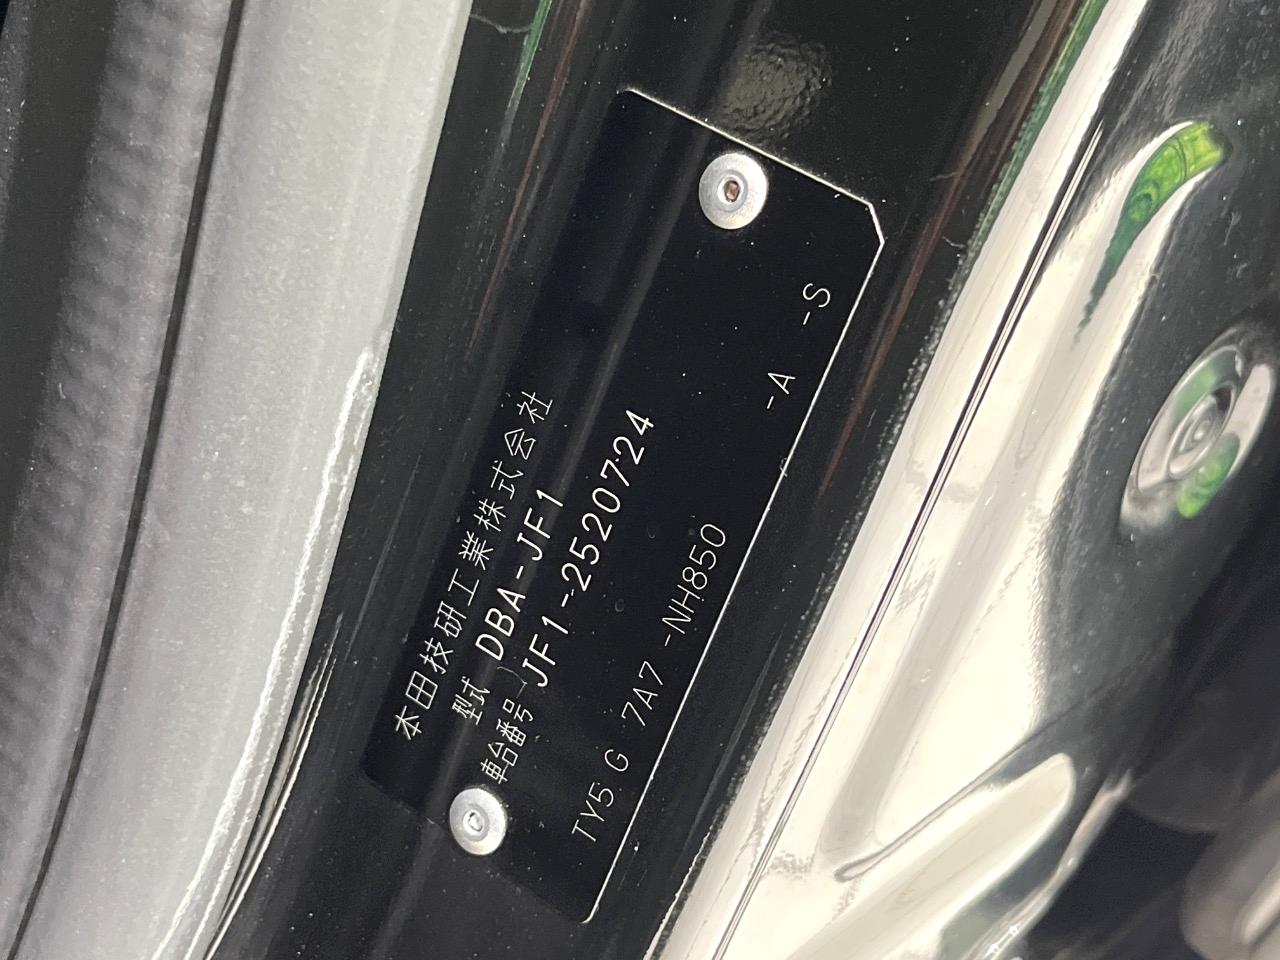 本田技研工業株式会社
型式 DBA-JF1
車台番号 JF1-2520724
TY5 G 7A7 -NH850 -A -S